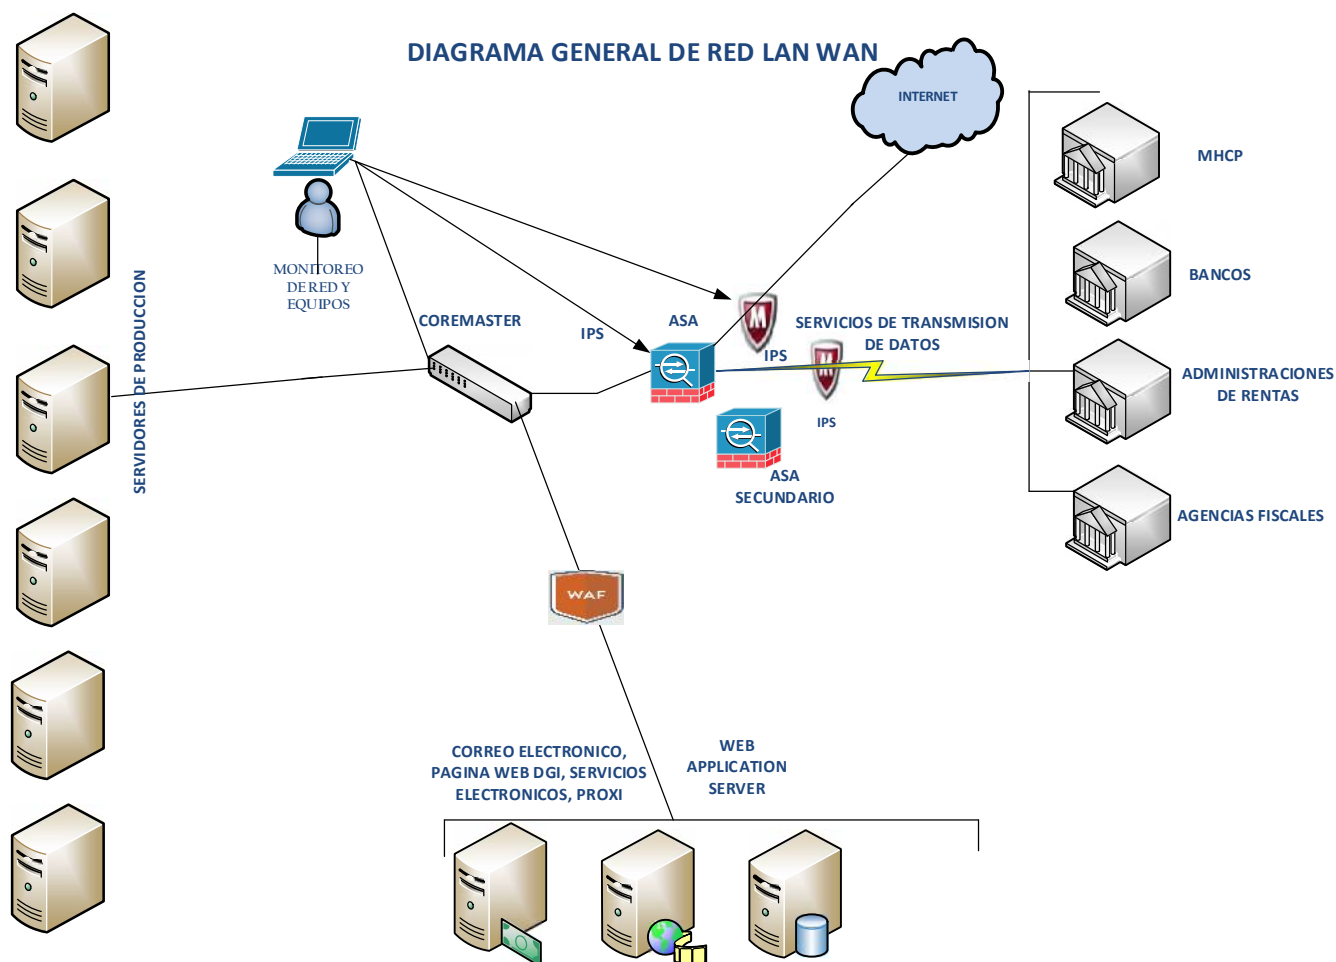 DIAGRAMA GENERAL DE RED LAN WAN
INTERNET
MHCP
BANCOS
ADMINISTRACIONES
DE RENTAS
AGENCIAS FISCALES
MONITOREO
DE RED Y
EQUIPOS
SERVIDORES DE PRODUCCION
COREMASTER
IPS
ASA
M
IPS
SERVICIOS DE TRANSMISION
DE DATOS
M
IPS
ASA
SECUNDARIO
WAF
CORREO ELECTRONICO,
PAGINA WEB DGI, SERVICIOS
ELECTRONICOS, PROXI
WEB
APPLICATION
SERVER